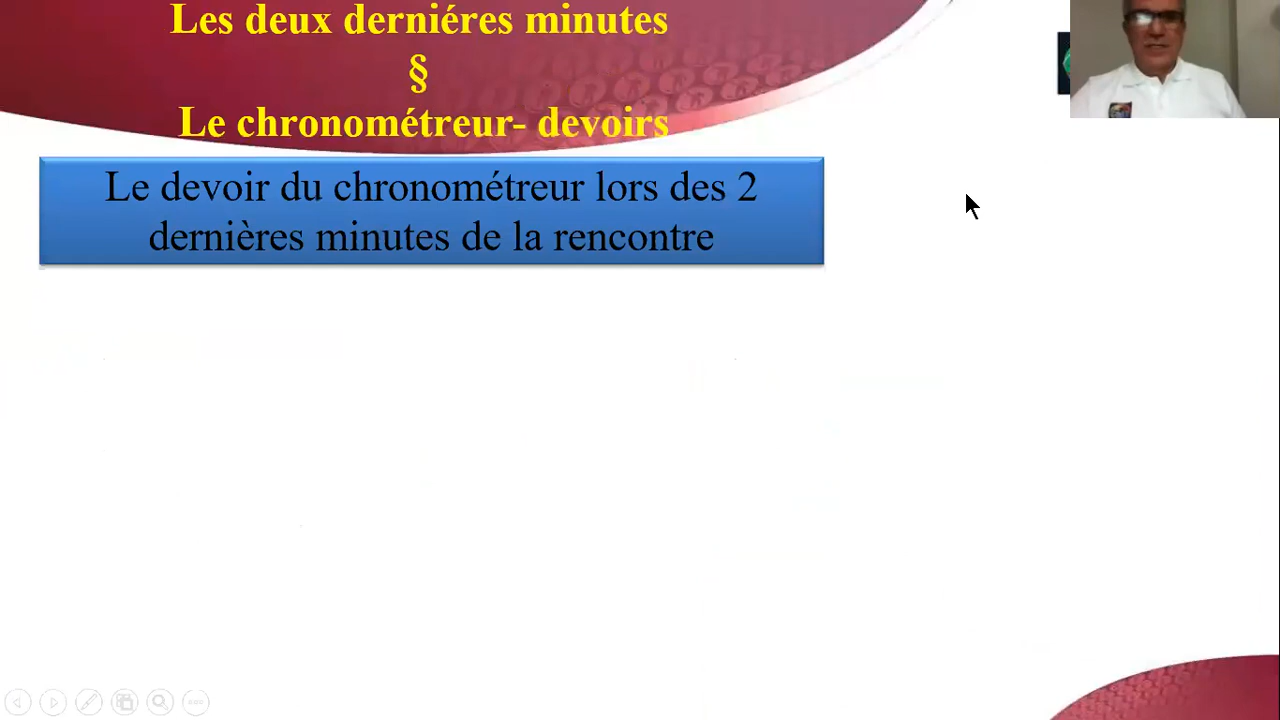 Les deux derniéres minutes
§
Le chronométreur- devoirs
Le devoir du chronométreur lors des 2
dernières minutes de la rencontre